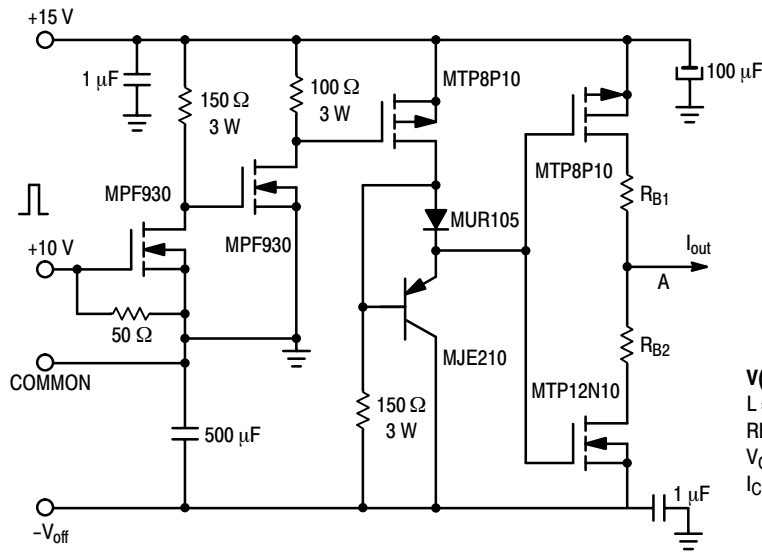 +15 V
1 μF
150 Ω
3 W
100 Ω
3 W
MTP8P10
100 μF
MPF930
MPF930
MTP8P10
R_B1
MUR105
+10 V
I_out
A
50 Ω
R_B2
COMMON
MJE210
MTP12N10
500 μF
150 Ω
3 W
1 μF
–V_off
V(
L =
I_C